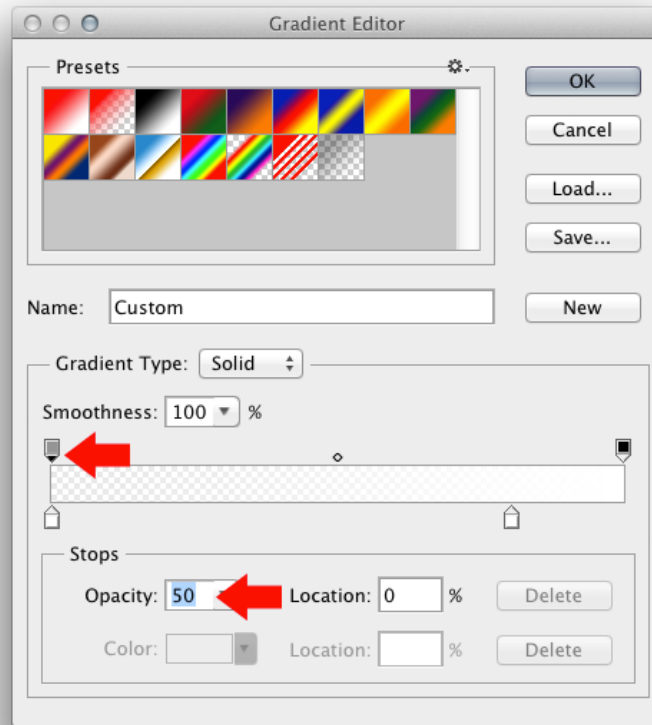 Gradient Editor
Presets
OK
Cancel
Load...
Save...
Name: Custom
New
Gradient Type: Solid
Smoothness: 100 %
Stops
Opacity: 50 Location: 0 % Delete
Color: Location: % Delete